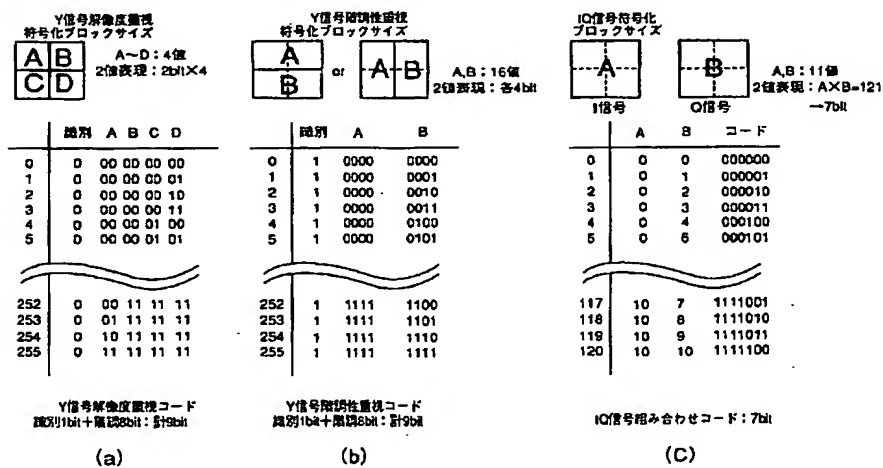 Y信号解像度重視
符号化ブロックサイズ
A B
C D
A～D：4値
2値表現：2bit×4
識別 A B C D
0 0 00 00 00 00
1 0 00 00 00 01
2 0 00 00 00 10
3 0 00 00 00 11
4 0 00 00 01 00
5 0 00 00 01 01
252 0 00 11 11 11
253 0 01 11 11 11
254 0 10 11 11 11
255 0 11 11 11 11
Y信号解像度重視コード
識別1bit＋階調8bit：計9bit
(a)
Y信号階調性重視
符号化ブロックサイズ
A
B
or
A B
A,B：16値
2値表現：各4bit
識別 A B
0 1 0000 0000
1 1 0000 0001
2 1 0000 0010
3 1 0000 0011
4 1 0000 0100
5 1 0000 0101
252 1 1111 1100
253 1 1111 1101
254 1 1111 1110
255 1 1111 1111
Y信号階調性重視コード
識別1bit＋階調8bit：計9bit
(b)
IQ信号符号化
ブロックサイズ
A
I信号
B
Q信号
A,B：11値
2値表現：A×B=121
→7bit
A B コード
0 0 0 000000
1 0 1 000001
2 0 2 000010
3 0 3 000011
4 0 4 000100
5 0 5 000101
117 10 7 1111001
118 10 8 1111010
119 10 9 1111011
120 10 10 1111100
IQ信号組み合わせコード：7bit
(C)